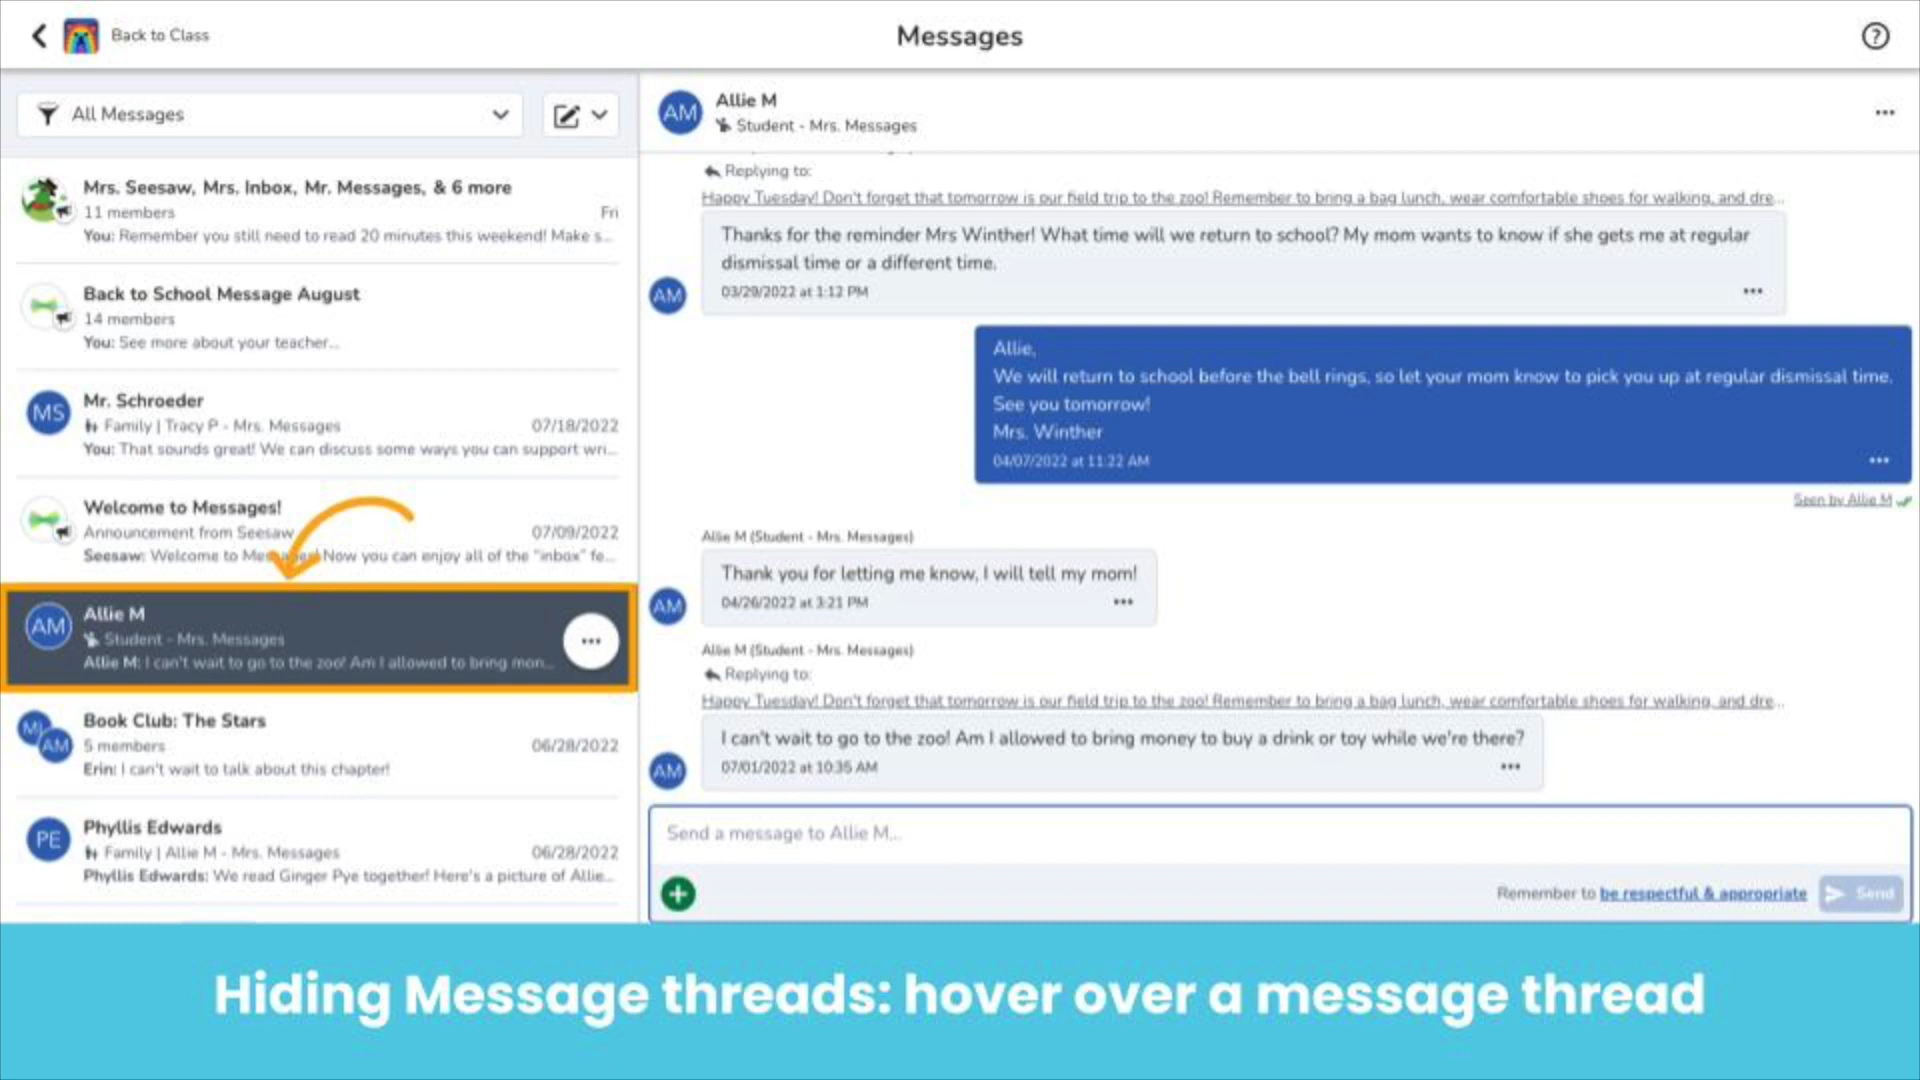 Back to Class
Messages
All Messages
Mrs. Seesaw, Mrs. Inbox, Mr. Messages, & 6 more
11 members
Fri
You: Remember you still need to read 20 minutes this weekend! Make s...
Back to School Message August
14 members
You: See more about your teacher...
MS
Mr. Schroeder
Family | Tracy P - Mrs. Messages
07/18/2022
You: That sounds great! We can discuss some ways you can support wri...
Welcome to Messages!
Announcement from Seesaw
07/09/2022
Seesaw: Welcome to Messages! Now you can enjoy all of the "inbox" fe...
AM
Allie M
Student - Mrs. Messages
Allie M: I can't wait to go to the zoo! Am I allowed to bring mon...
AM
Book Club: The Stars
5 members
06/28/2022
Erin: I can't wait to talk about this chapter!
PE
Phyllis Edwards
Family | Allie M - Mrs. Messages
06/28/2022
Phyllis Edwards: We read Ginger Pye together! Here's a picture of Allie...
AM
Allie M
Student - Mrs. Messages
Replying to:
Happy Tuesday! Don't forget that tomorrow is our field trip to the zoo! Remember to bring a bag lunch, wear comfortable shoes for walking, and dre...
Thanks for the reminder Mrs Winther! What time will we return to school? My mom wants to know if she gets me at regular
dismissal time or a different time.
AM
03/29/2022 at 1:12 PM
Allie,
We will return to school before the bell rings, so let your mom know to pick you up at regular dismissal time.
See you tomorrow!
Mrs. Winther
04/07/2022 at 11:22 AM
Seen by Allie M
Allie M (Student - Mrs. Messages)
Thank you for letting me know, I will tell my mom!
AM
04/26/2022 at 3:21 PM
Allie M (Student - Mrs. Messages)
Replying to:
Happy Tuesday! Don't forget that tomorrow is our field trip to the zoo! Remember to bring a bag lunch, wear comfortable shoes for walking, and dre...
I can't wait to go to the zoo! Am I allowed to bring money to buy a drink or toy while we're there?
AM
07/01/2022 at 10:35 AM
Send a message to Allie M...
Remember to be respectful & appropriate
Send
Hiding Message threads: hover over a message thread